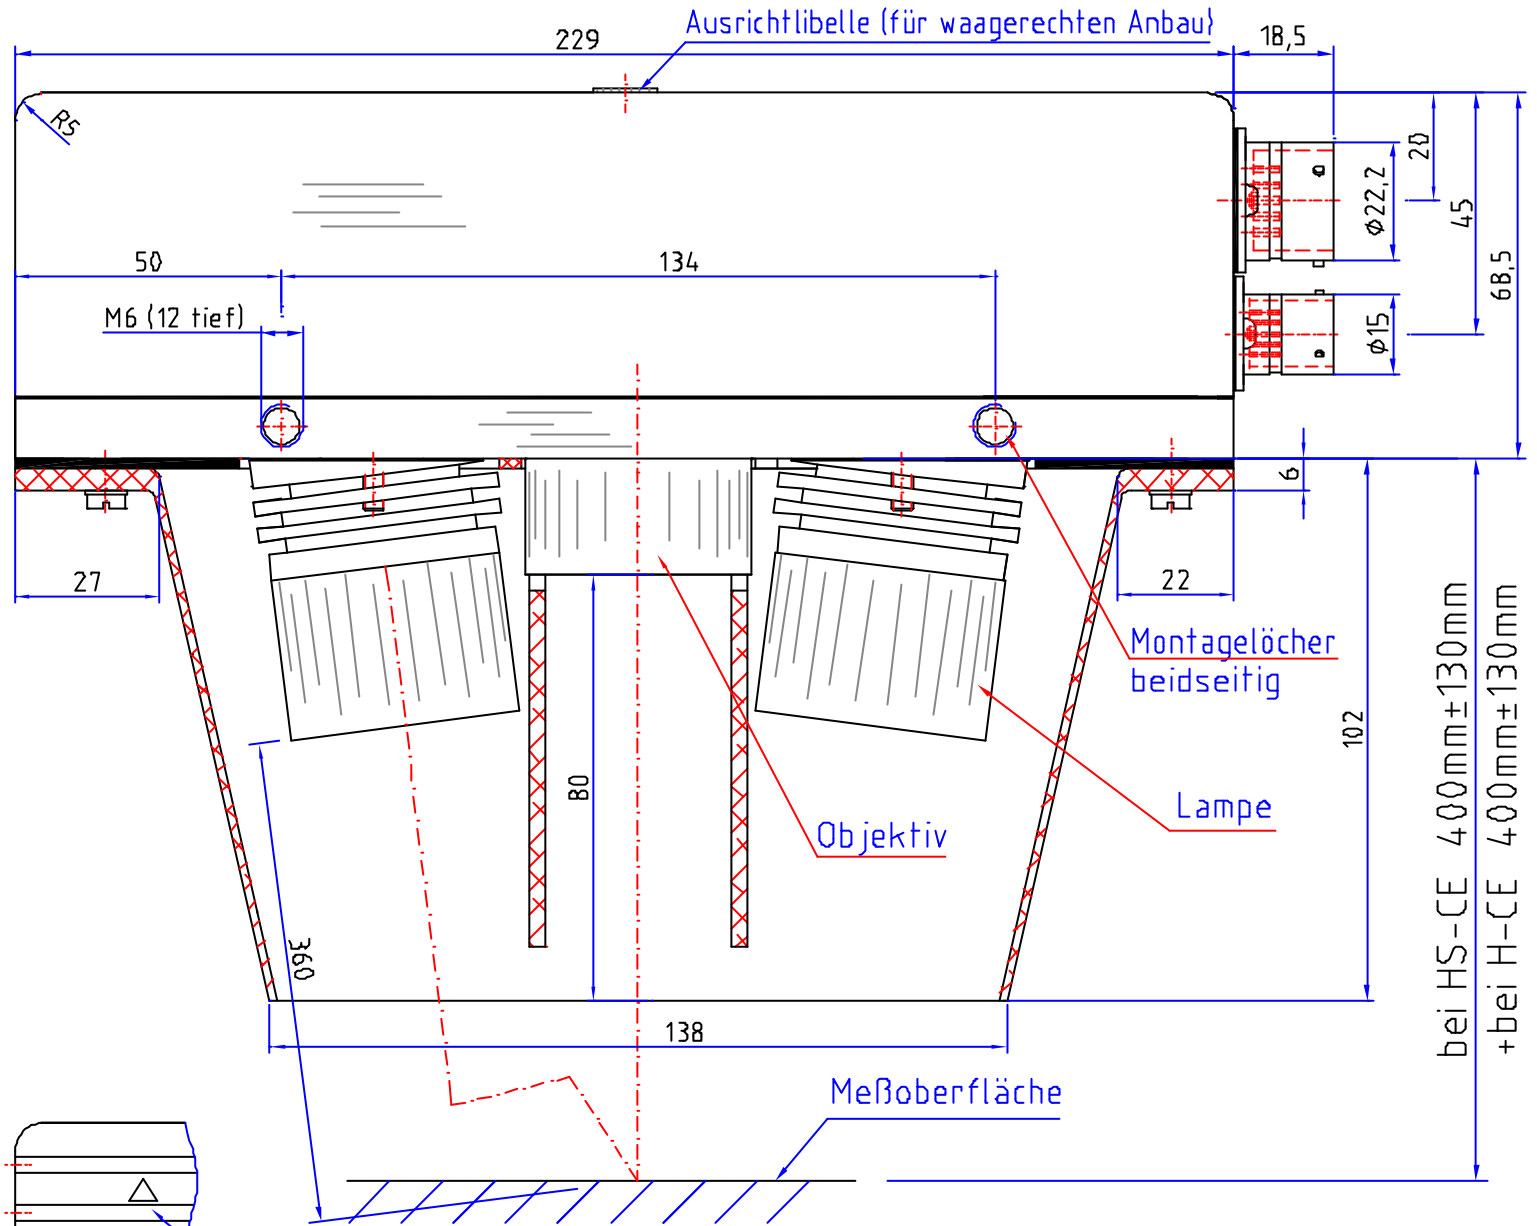 Ausrichtlibelle (für waagerechten Anbau)
229
18,5
R5
20
Ø22,2
45
68,5
50
134
M6 (12 tief)
Ø15
6
27
22
Montagelöcher
beidseitig
80
102
Lampe
Objektiv
360
138
bei HS-CE 400mm±130mm
+bei H-CE 400mm±130mm
Meßoberfläche